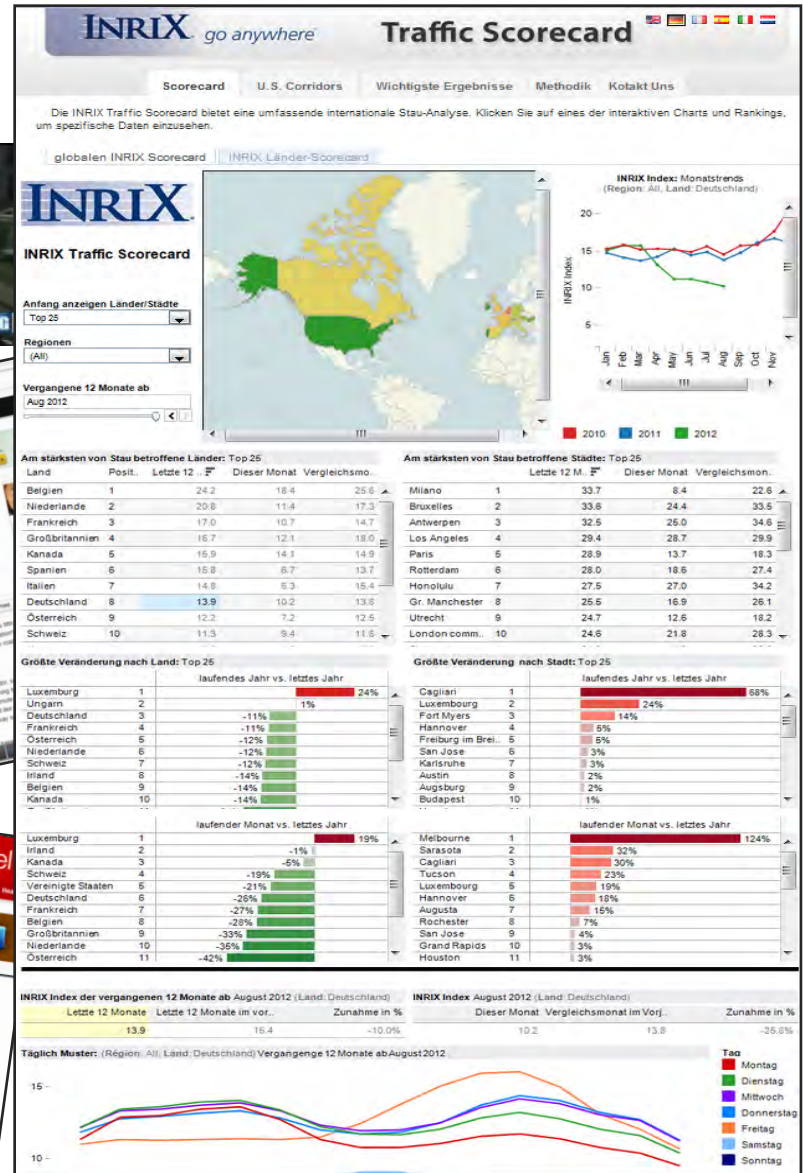 INRIX go anywhere Traffic Scorecard
Scorecard U.S. Corridors Wichtigste Ergebnisse Methodik Kotakt Uns
Die INRIX Traffic Scorecard bietet eine umfassende internationale Stau-Analyse. Klicken Sie auf eines der interaktiven Charts und Rankings,
um spezifische Daten einzusehen.
globalen INRIX Scorecard INRIX Länder-Scorecard
INRIX
INRIX Traffic Scorecard
Anfang anzeigen Länder/Städte
Top 25
Regionen
(All)
Vergangene 12 Monate ab
Aug 2012
INRIX Index: Monatstrends
(Region: All, Land: Deutschland)
INRIX Index
20
15
10
5
Jan Feb Mar Apr May Jun Jul Aug Sep Oct Nov
2010 2011 2012
Am stärksten von Stau betroffene Länder: Top 25
Land Posit.. Letzte 12 .. Dieser Monat Vergleichsmo..
Belgien 1 24.2 18.4 25.6
Niederlande 2 20.8 11.4 17.3
Frankreich 3 17.0 10.7 14.7
Großbritannien 4 16.7 12.1 18.0
Kanada 5 15.9 14.1 14.9
Spanien 6 15.8 6.7 13.7
Italien 7 14.8 6.3 15.4
Deutschland 8 13.9 10.2 13.8
Österreich 9 12.2 7.2 12.5
Schweiz 10 11.3 9.4 11.6
Am stärksten von Stau betroffene Städte: Top 25
Letzte 12 M.. Dieser Monat Vergleichsmon..
Milano 1 33.7 8.4 22.6
Bruxelles 2 33.6 24.4 33.5
Antwerpen 3 32.5 25.0 34.6
Los Angeles 4 29.4 28.7 29.9
Paris 5 28.9 13.7 18.3
Rotterdam 6 28.0 18.6 27.4
Honolulu 7 27.5 27.0 34.2
Gr. Manchester 8 25.5 16.9 26.1
Utrecht 9 24.7 12.6 18.2
London comm.. 10 24.6 21.8 28.3
Größte Veränderung nach Land: Top 25
laufendes Jahr vs. letztes Jahr
Luxemburg 1 24%
Ungarn 2 1%
Deutschland 3 -11%
Frankreich 4 -11%
Österreich 5 -12%
Niederlande 6 -12%
Schweiz 7 -12%
Irland 8 -14%
Belgien 9 -14%
Kanada 10 -14%
Größte Veränderung nach Stadt: Top 25
laufendes Jahr vs. letztes Jahr
Cagliari 1 68%
Luxembourg 2 24%
Fort Myers 3 14%
Hannover 4 5%
Freiburg im Brei.. 5 5%
San Jose 6 3%
Karlsruhe 7 3%
Austin 8 2%
Augsburg 9 2%
Budapest 10 1%
laufender Monat vs. letztes Jahr
Luxemburg 1 19%
Irland 2 -1%
Kanada 3 -5%
Schweiz 4 -19%
Vereinigte Staaten 5 -21%
Deutschland 6 -26%
Frankreich 7 -27%
Belgien 8 -28%
Großbritannien 9 -33%
Niederlande 10 -35%
Österreich 11 -42%
laufender Monat vs. letztes Jahr
Melbourne 1 124%
Sarasota 2 32%
Cagliari 3 30%
Tucson 4 23%
Luxembourg 5 19%
Hannover 6 18%
Augusta 7 15%
Rochester 8 7%
San Jose 9 4%
Grand Rapids 10 3%
Houston 11 3%
INRIX Index der vergangenen 12 Monate ab August 2012 (Land: Deutschland)
Letzte 12 Monate Letzte 12 Monate im vor.. Zunahme in %
13.9 15.4 -10.0%
INRIX Index August 2012 (Land: Deutschland)
Dieser Monat Vergleichsmonat im Vorj.. Zunahme in %
10.2 13.8 -25.6%
Täglich Muster: (Région: All, Land: Deutschland) Vergangenge 12 Monate ab August 2012
15
10
Tag
Montag
Dienstag
Mittwoch
Donnerstag
Freitag
Samstag
Sonntag